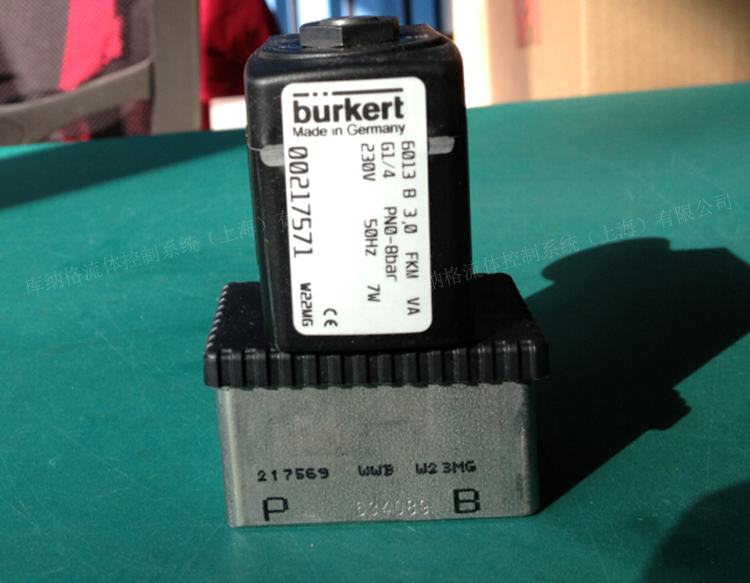 bürkert
Made in Germany
6013 B 3,0 FKM VA
G1/4 PN0-8bar
230V 50Hz 7W
00217571 W22MG
CE
217569 WWB W23MG
P 034089 B
库纳格流体控制系统（上海）有限公司
库纳格流体控制系统（上海）有限公司